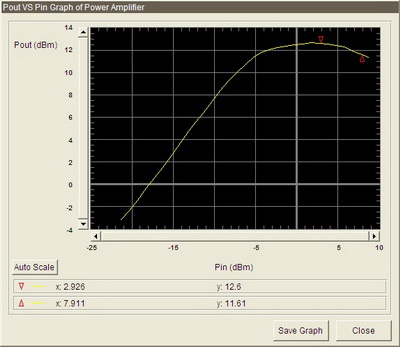 Pout VS Pin Graph of Power Amplifier
Pout (dBm)
14
12
10
8
6
4
2
0
-2
-4
-25
-15
-5
5
10
Auto Scale
Pin (dBm)
x: 2.926
y: 12.6
x: 7.911
y: 11.61
Save Graph
Close